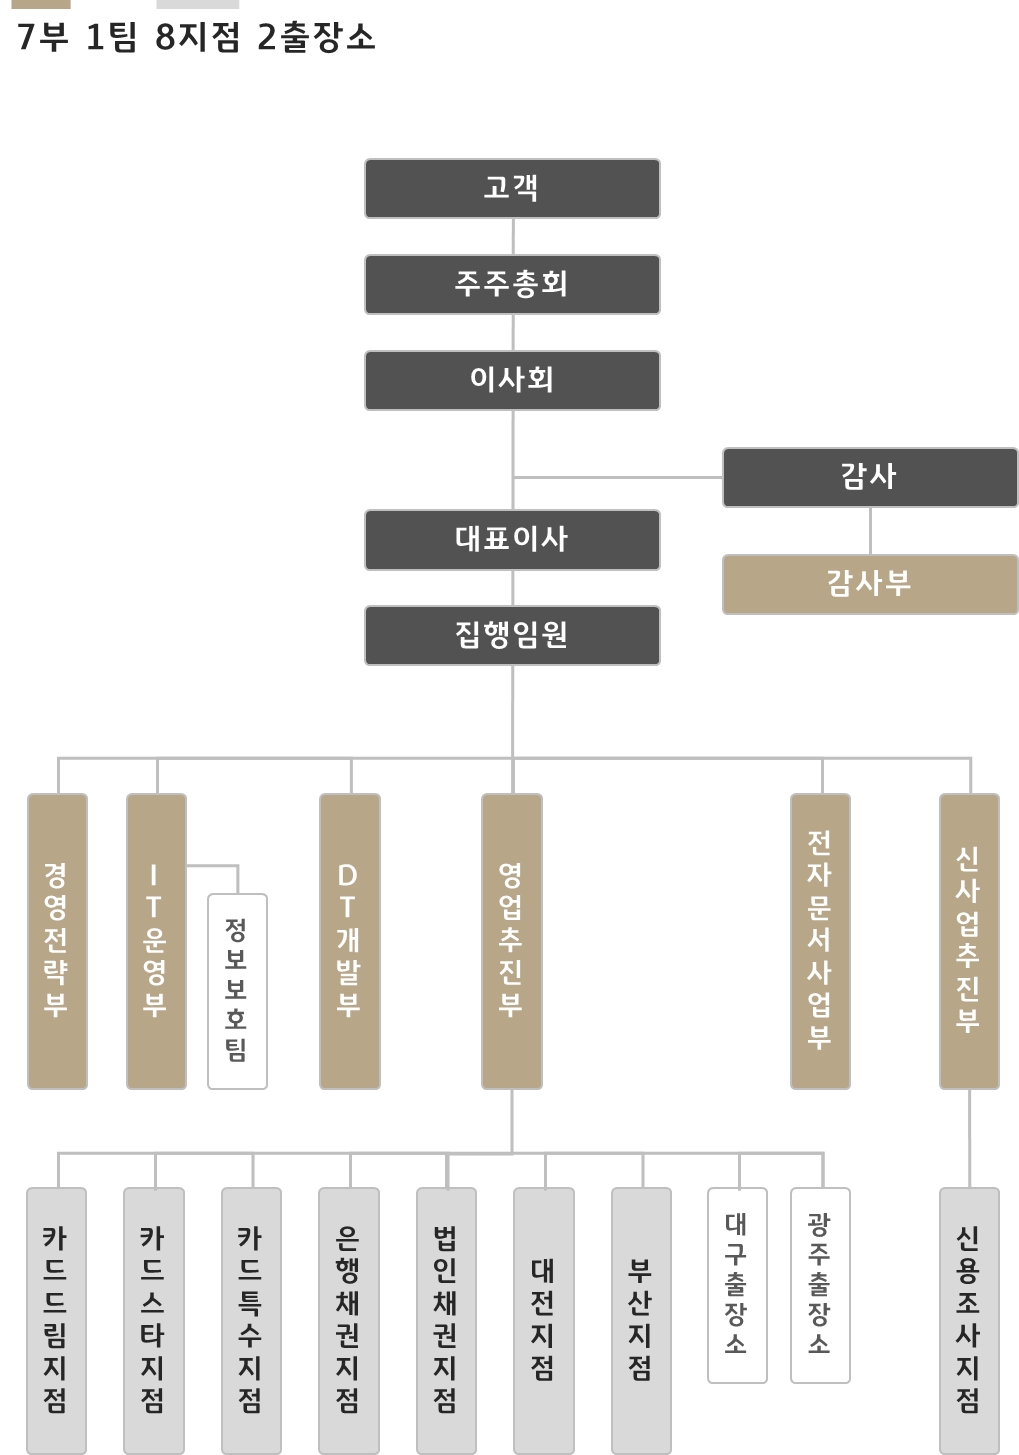 7부 1팀 8지점 2출장소
고객
주주총회
이사회
감사
대표이사
감사부
집행임원
경영전략부
IT운영부
정보보호팀
DT개발부
영업추진부
전자문서사업부
신사업추진부
카드드림지점
카드스타지점
카드특수지점
은행채권지점
법인채권지점
대전지점
부산지점
대구출장소
광주출장소
신용조사지점